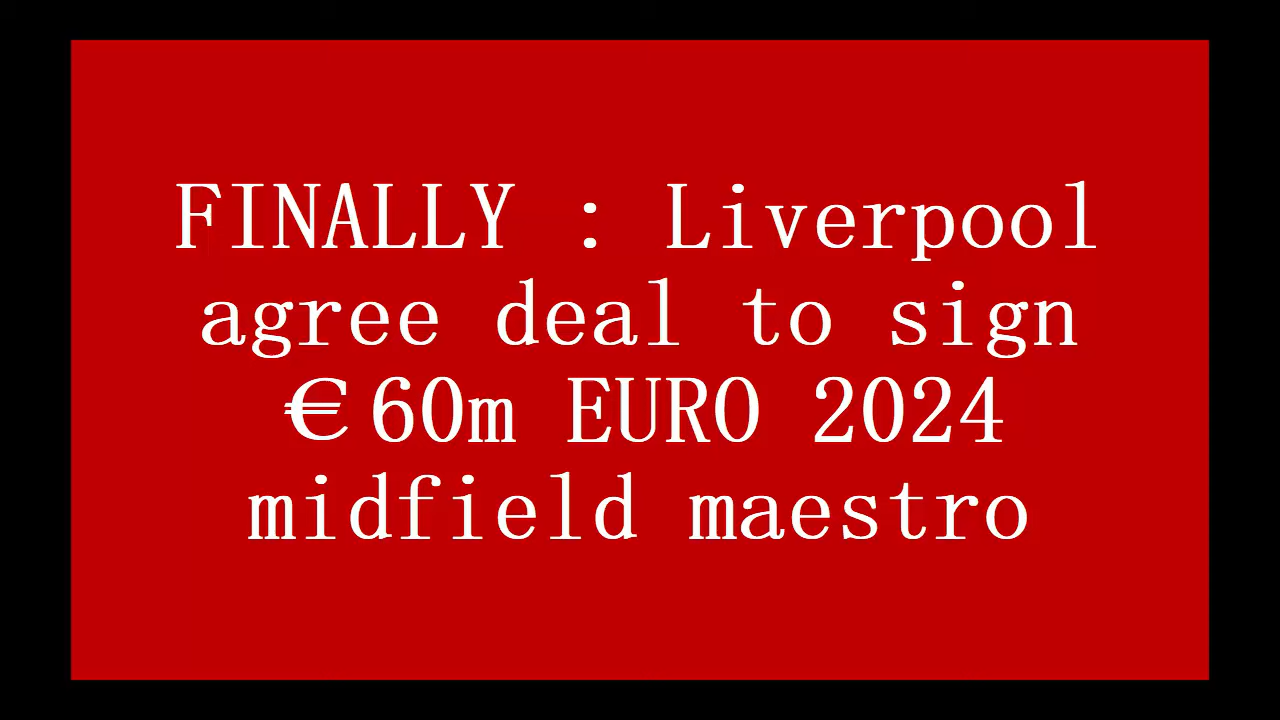 FINALLY : Liverpool
agree deal to sign
€60m EURO 2024
midfield maestro